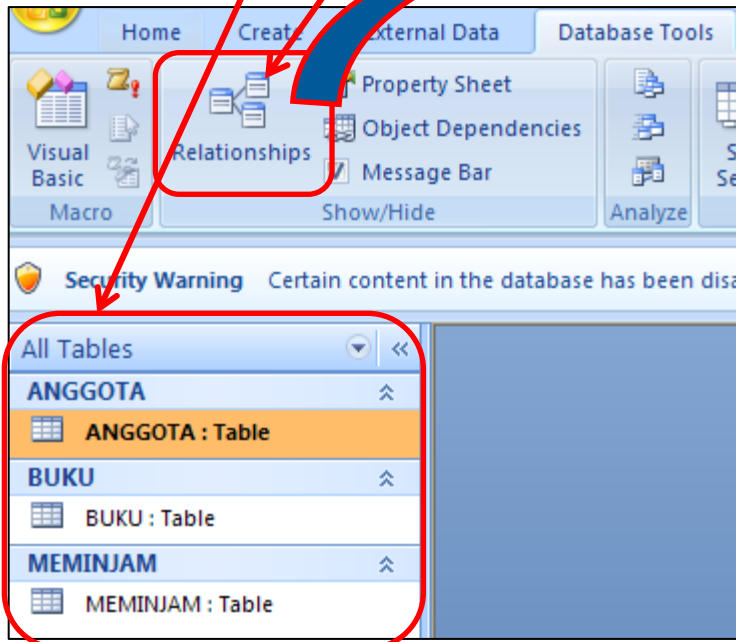 Home Create External Data Database Tools
Property Sheet
Object Dependencies
Message Bar
Visual Basic
Relationships
Macro Show/Hide Analyze
Security Warning Certain content in the database has been
All Tables
ANGGOTA
ANGGOTA : Table
BUKU
BUKU : Table
MEMINJAM
MEMINJAM : Table